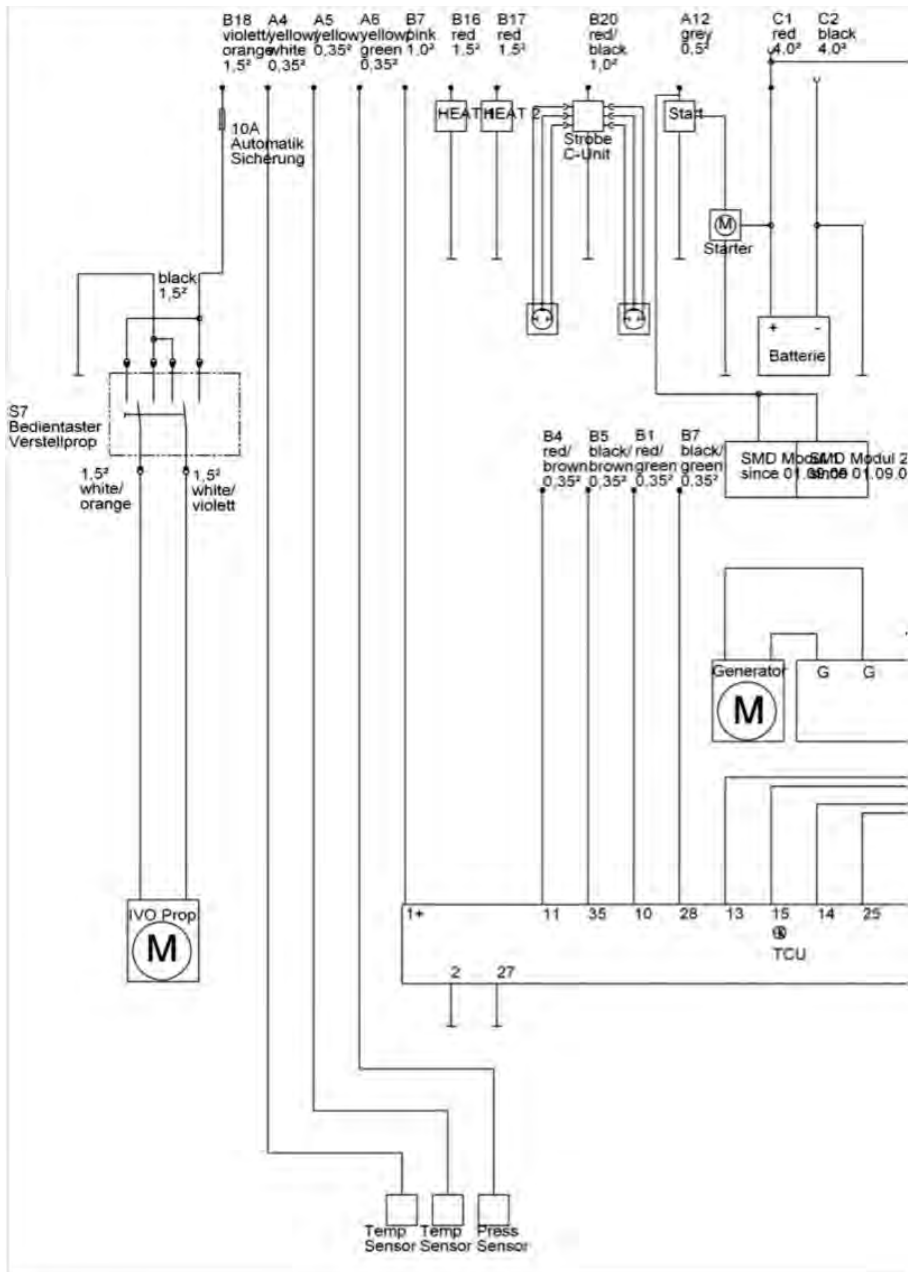 B18
violett/
orange
1,5²
A4
yellow/
white
0,35²
A5
yellow
0,35²
A6
yellow/
green
0,35²
B7
pink
1,0²
B16
red
1.5²
B17
red
1.5²
B20
red/
black
1,0²
A12
grey
0,5²
C1
red
4.0²
C2
black
4.0²
10A
Automatik
Sicherung
HEAT 1
HEAT 2
Strobe
C-Unit
Start
M
Starter
black
1,5²
+ -
Batterie
S7
Bedientaster
Verstellprop
1,5²
white/
orange
1,5²
white/
violett
B4
red/
brown
0,35²
B5
black/
brown
0,35²
B1
red/
green
0.35²
B7
black/
green
0.35²
SMD Modul 1
since 01.09.09
SMD Modul 2
since 01.09.0
Generator
M
G G
IVO Prop
M
1+ 11 35 10 28 13 15 14 25
TCU
2 27
Temp
Sensor
Temp
Sensor
Press
Sensor